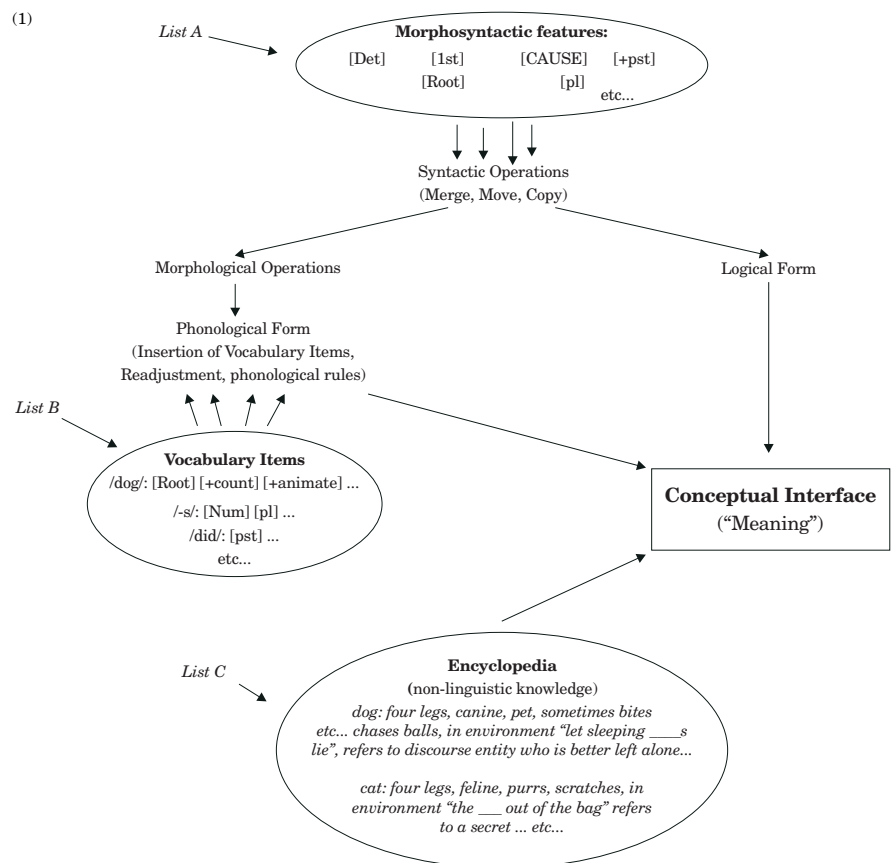 (1)
List A
Morphosyntactic features:
[Det] [1st] [CAUSE] [+pst]
[Root] [pl]
etc...
Syntactic Operations
(Merge, Move, Copy)
Morphological Operations
Logical Form
Phonological Form
(Insertion of Vocabulary Items,
Readjustment, phonological rules)
List B
Vocabulary Items
/dog/: [Root] [+count] [+animate] ...
/-s/: [Num] [pl] ...
/did/: [pst] ...
etc...
Conceptual Interface
(“Meaning”)
List C
Encyclopedia
(non-linguistic knowledge)
dog: four legs, canine, pet, sometimes bites
etc... chases balls, in environment “let sleeping ___s
lie”, refers to discourse entity who is better left alone...
cat: four legs, feline, purrs, scratches, in
environment “the __ out of the bag” refers
to a secret ... etc...